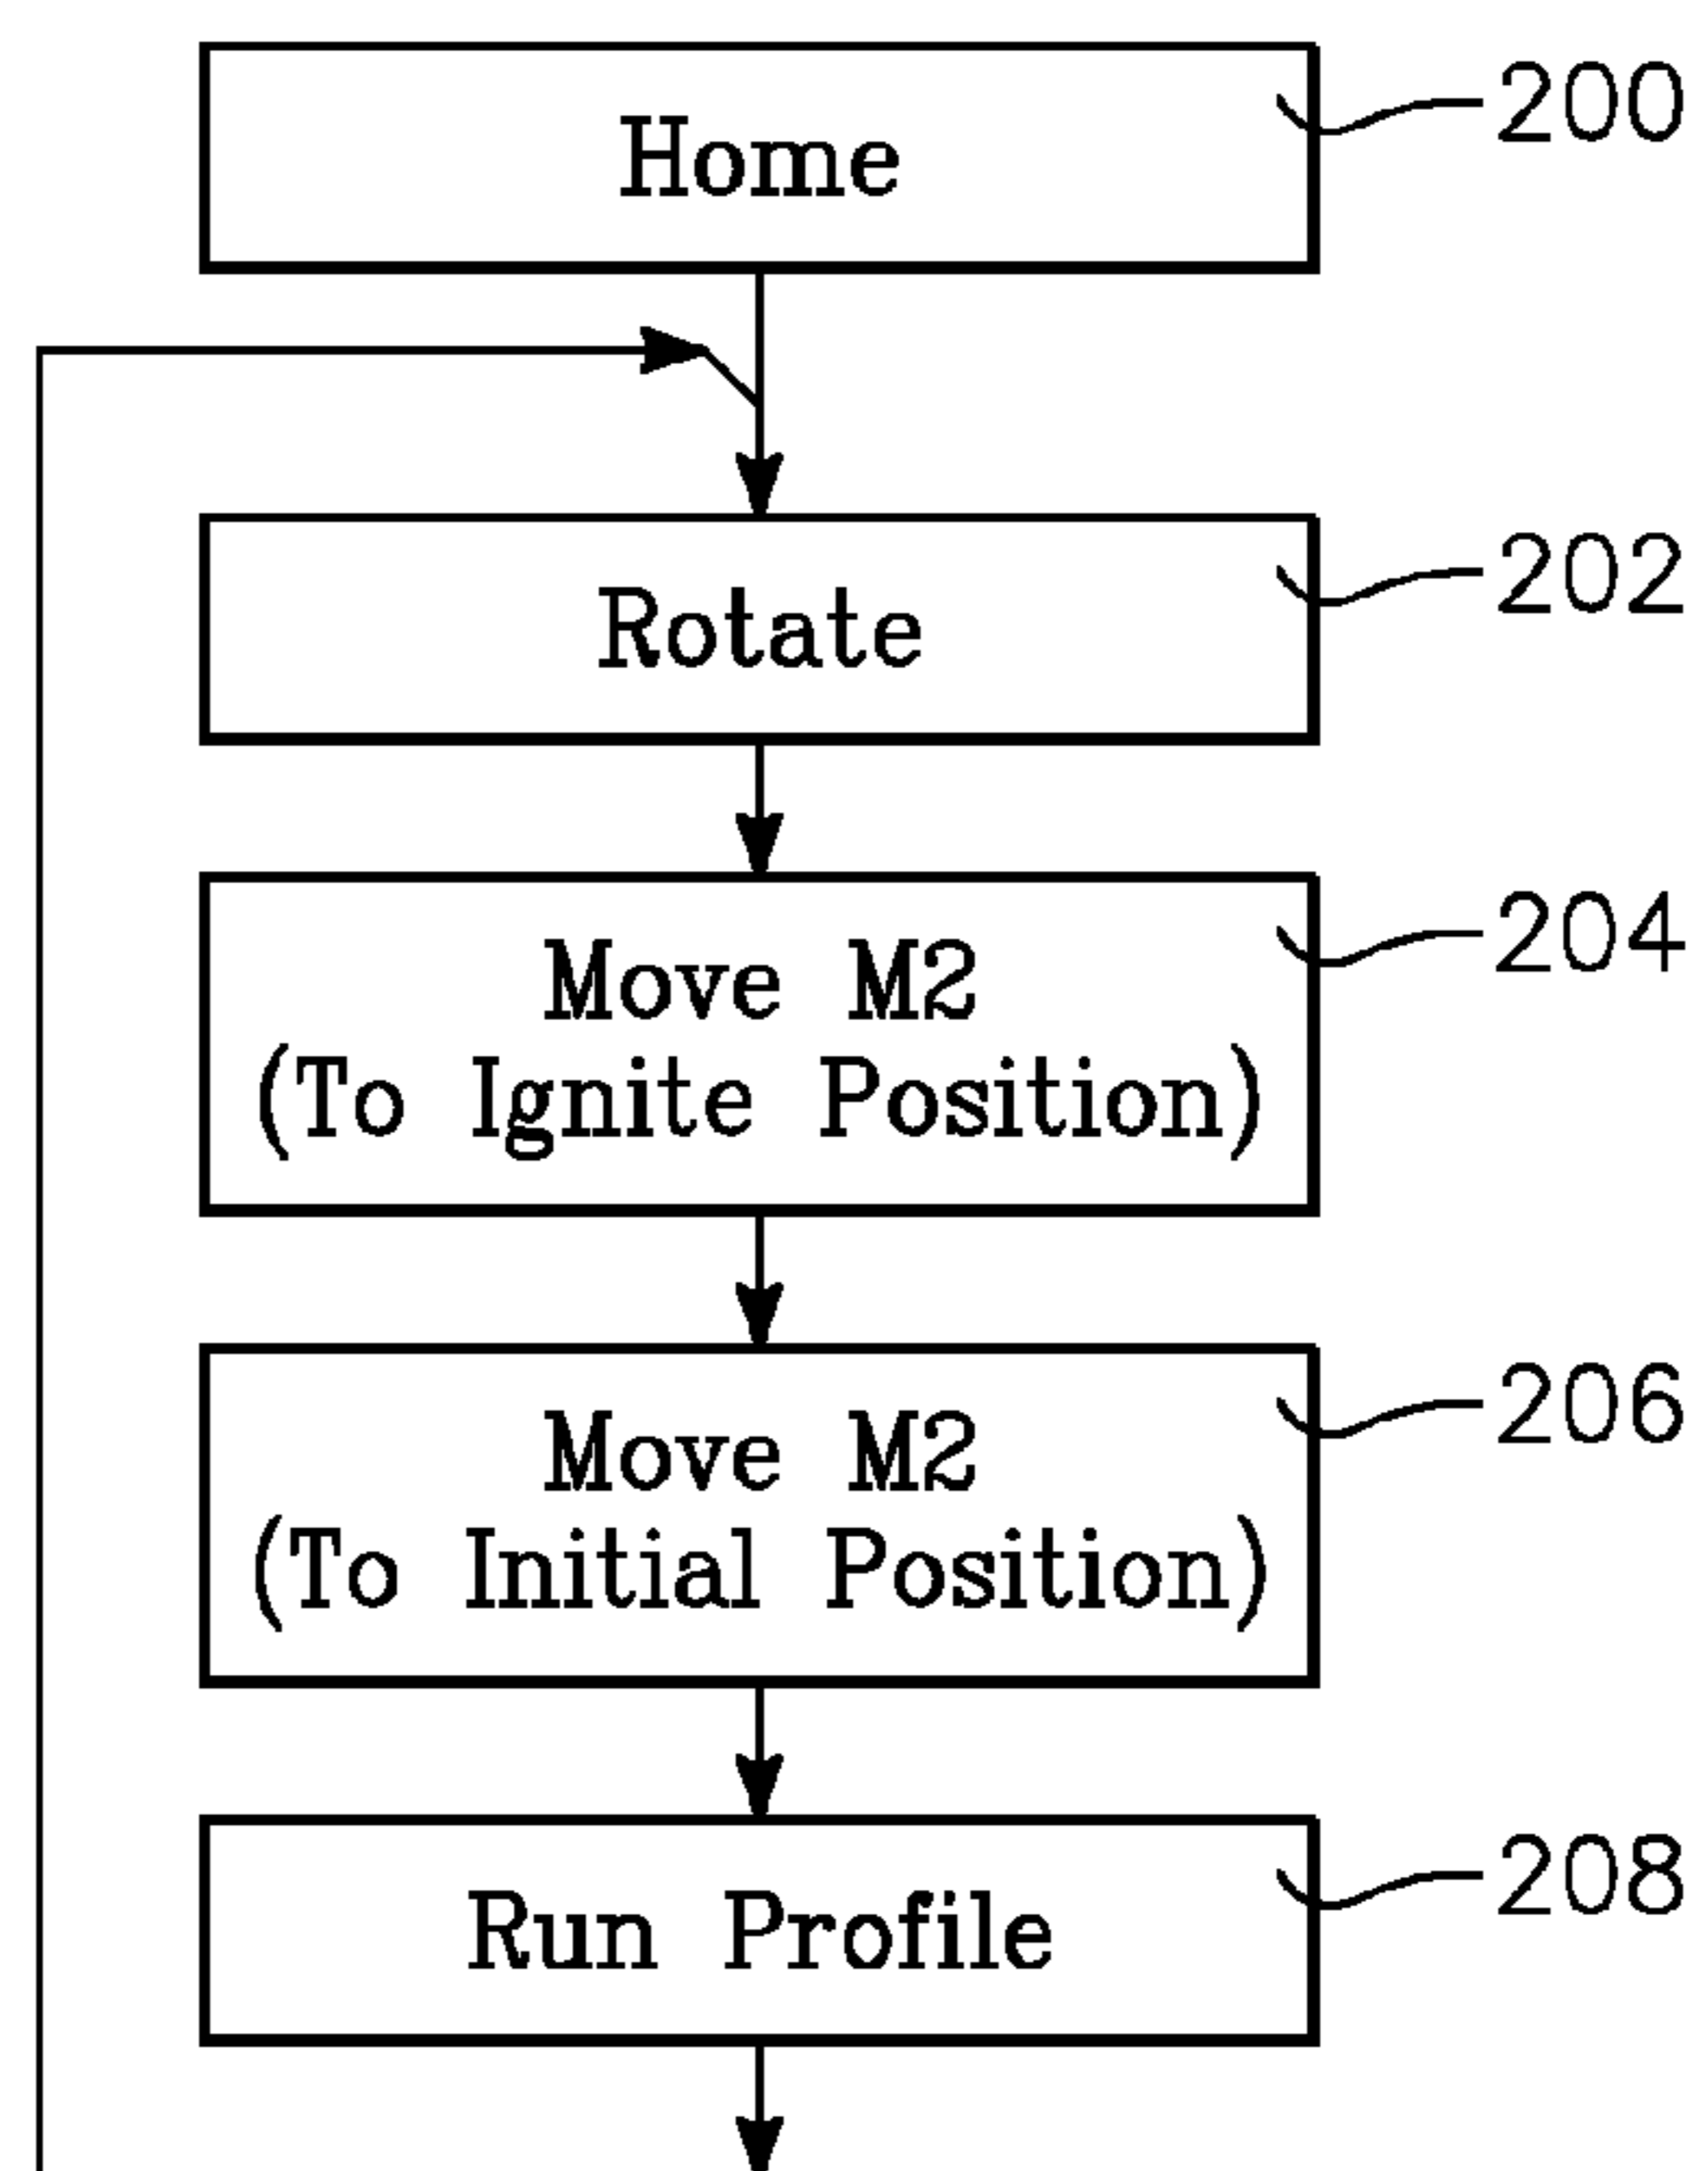 Home
200
Rotate
202
Move M2
(To Ignite Position)
204
Move M2
(To Initial Position)
206
Run Profile
208